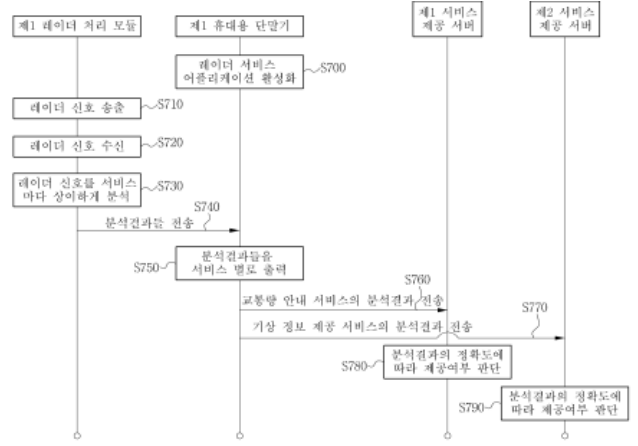 제1 레이더 처리 모듈
제1 휴대용 단말기
제1 서비스
제공 서버
제2 서비스
제공 서버
레이더 서비스
어플리케이션 활성화
S700
레이더 신호 송출
S710
레이더 신호 수신
S720
레이더 신호를 서비스
마다 상이하게 분석
S730
S740
분석결과들 전송
분석결과들을
서비스 별로 출력
S750
S760
교통량 안내 서비스의 분석결과 전송
S770
기상 정보 제공 서비스의 분석결과 전송
분석결과의 정확도에
따라 제공여부 판단
S780
분석결과의 정확도에
따라 제공여부 판단
S790